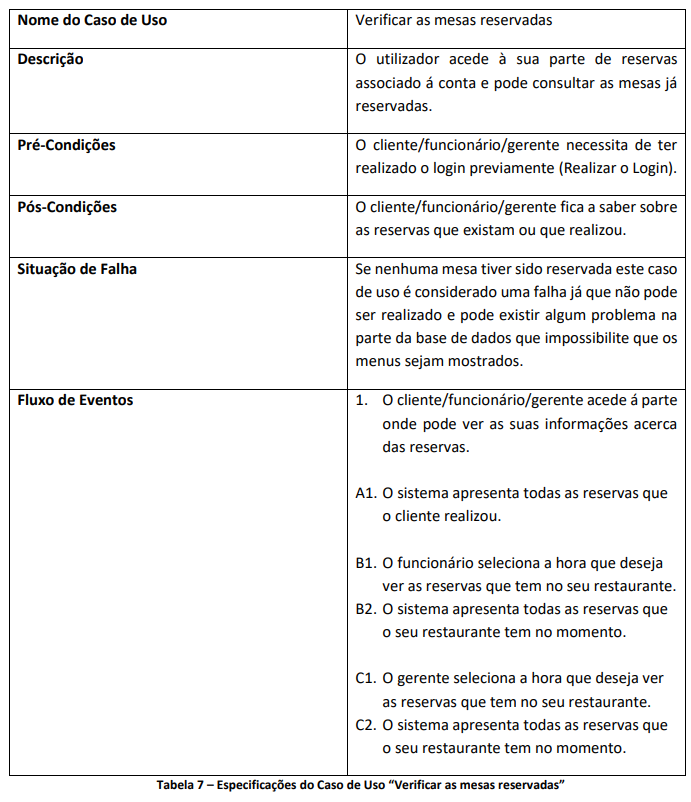 Nome do Caso de Uso
Verificar as mesas reservadas
Descrição
O utilizador acede à sua parte de reservas
associado á conta e pode consultar as mesas já
reservadas.
Pré-Condições
O cliente/funcionário/gerente necessita de ter
realizado o login previamente (Realizar o Login).
Pós-Condições
O cliente/funcionário/gerente fica a saber sobre
as reservas que existam ou que realizou.
Situação de Falha
Se nenhuma mesa tiver sido reservada este caso
de uso é considerado uma falha já que não pode
ser realizado e pode existir algum problema na
parte da base de dados que impossibilite que os
menus sejam mostrados.
Fluxo de Eventos
1. O cliente/funcionário/gerente acede á parte
onde pode ver as suas informações acerca
das reservas.
A1. O sistema apresenta todas as reservas que
o cliente realizou.
B1. O funcionário seleciona a hora que deseja
ver as reservas que tem no seu restaurante.
B2. O sistema apresenta todas as reservas que
o seu restaurante tem no momento.
C1. O gerente seleciona a hora que deseja ver
as reservas que tem no seu restaurante.
C2. O sistema apresenta todas as reservas que
o seu restaurante tem no momento.
Tabela 7 – Especificações do Caso de Uso “Verificar as mesas reservadas”